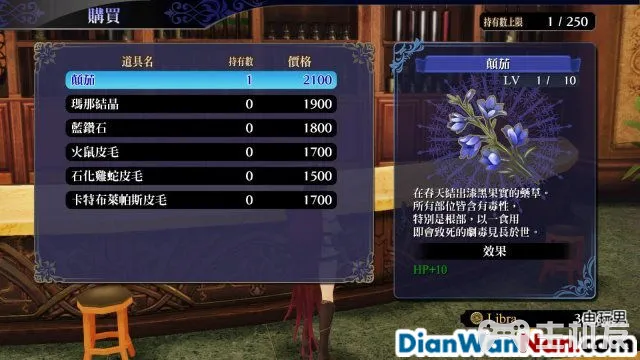 購買
持有數上限 1 / 250
道具名 持有數 價格
顛茄 1 2100
瑪那結晶 0 1900
藍鑽石 0 1800
火鼠皮毛 0 1700
石化雞蛇皮毛 0 1500
卡特布萊帕斯皮毛 0 1700
顛茄
LV 1 / 10
在春天結出漆黑果實的藥草。
所有部位皆含有毒性,
特別是根部,以一食用
即會致死的劇毒見長於世。
效果
HP+10
Libra 3
电玩男
DianWanNan.com